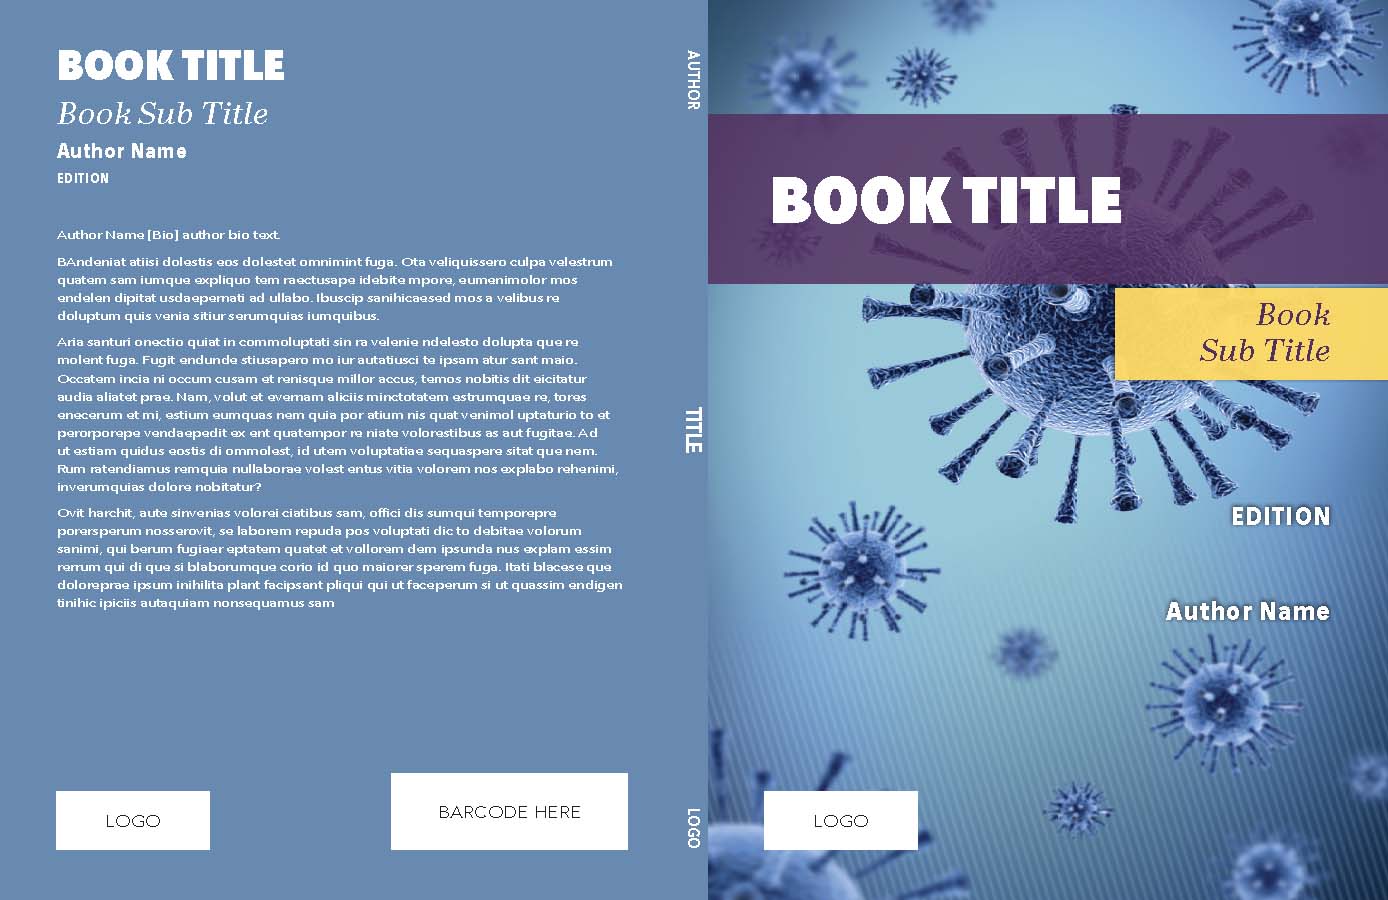 BOOK TITLE
Book Sub Title
Author Name
EDITION
Author Name [Bio] author bio text.
BAndeniat atiisi dolestis eos dolestet omnimint fuga. Ota veliquissero culpa velestrum
quatem sam iumque expliquo tem raectusape idebite mpore, eumenimolor mos
endelen dipitat usdaepernati ad ullabo. Ibuscip sanihicaesed mos a velibus re
doluptum quis venia sitiur serumquias iumquibus.
Aria santuri onectio quiat in commoluptati sin ra velenie ndelesto dolupta que re
molent fuga. Fugit endunde stiusapero mo iur autatiusci te ipsam atur sant maio.
Occatem incia ni occum cusam et renisque millor accus, temos nobitis dit eicitatur
audia aliatet prae. Nam, volut et evernam aliciis minctotatem estrumquae re, tores
enecerum et mi, estium eumquas nem quia por atium nis quat venimol uptaturio to et
perorporepe vendaepedit ex ent quatempor re niate volorestibus as aut fugitae. Ad
ut estiam quidus eostis di ommolest, id utem voluptatiae sequaspere sitat que nem.
Rum ratendiamus remquia nullaborae volest entus vitia volorem nos explabo rehenimi,
inverumquias dolore nobitatur?
Ovit harchit, aute sinvenias volorei ciatibus sam, offici dis sumqui temporepre
porersperum nosserovit, se laborem repuda pos voluptati dic to debitae volorum
sanimi, qui berum fugiaer eptatem quatet et vollorem dem ipsunda nus explam essim
rerrum qui di que si blaborumque corio id quo maiorer sperem fuga. Itati blacese que
doloreprae ipsum inihilita plant facipsant pliqui qui ut faceperum si ut quassim endigen
tinihic ipiciis autaquiam nonsequamus sam
LOGO
BARCODE HERE
AUTHOR
TITLE
LOGO
BOOK TITLE
Book
Sub Title
EDITION
Author Name
LOGO